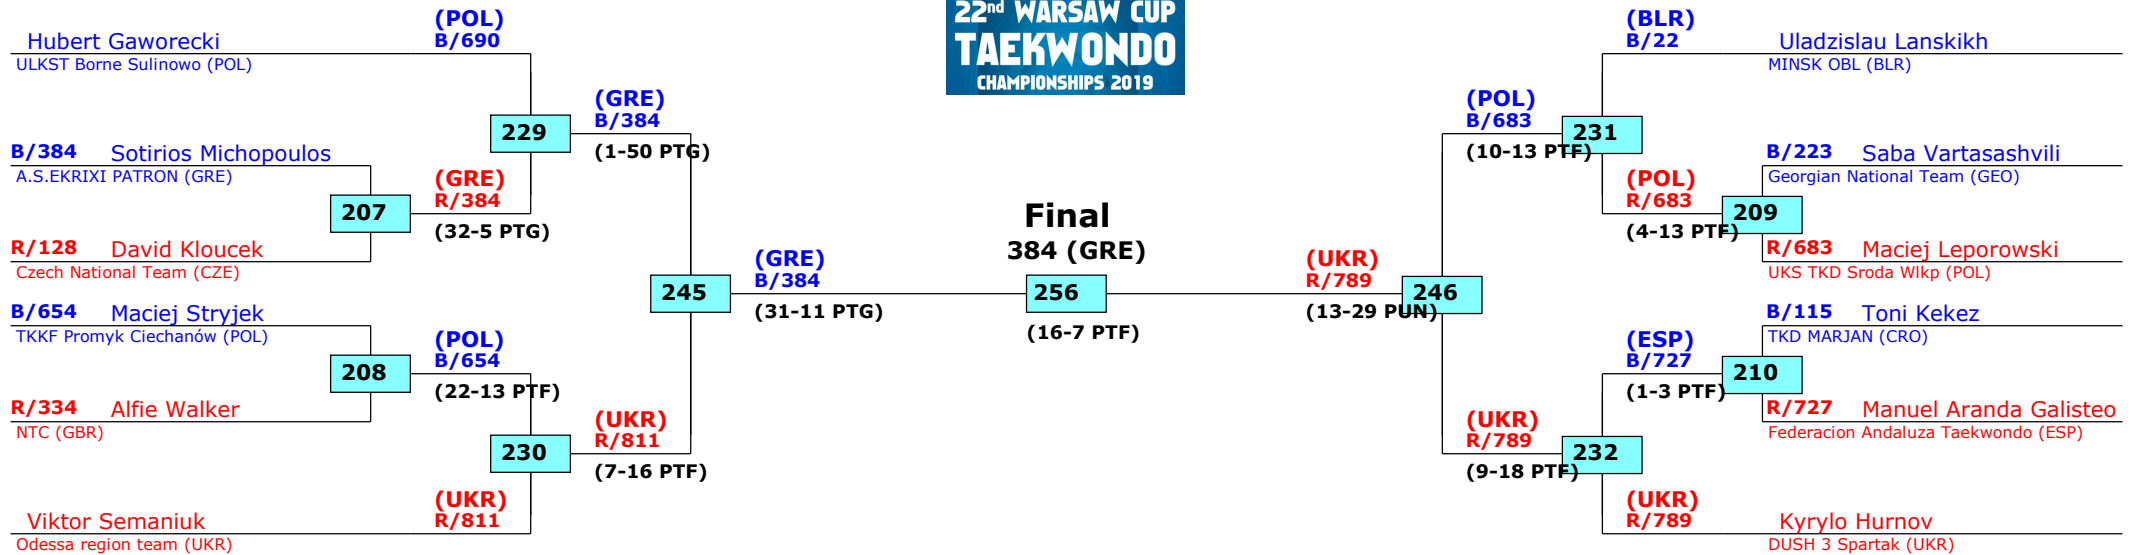 22nd WARSAW CUP
TAEKWONDO
CHAMPIONSHIPS 2019
(POL)
Hubert Gaworecki B/690
ULKST Borne Sulinowo (POL)
(GRE)
B/384
229
(1-50 PTG)
B/384 Sotirios Michopoulos
A.S.EKRIXI PATRON (GRE)
(GRE)
R/384
207
(32-5 PTG)
R/128 David Kloucek
Czech National Team (CZE)
(GRE)
B/384
245
(31-11 PTG)
B/654 Maciej Stryjek
TKKF Promyk Ciechanów (POL)
(POL)
B/654
208
(22-13 PTF)
R/334 Alfie Walker
NTC (GBR)
(UKR)
R/811
230
(7-16 PTF)
(UKR)
Viktor Semaniuk R/811
Odessa region team (UKR)
Final
384 (GRE)
256
(16-7 PTF)
(BLR)
B/22 Uladzislau Lanskikh
MINSK OBL (BLR)
(POL)
B/683
231
(10-13 PTF)
B/223 Saba Vartasashvili
Georgian National Team (GEO)
(POL)
R/683
209
(4-13 PTF)
R/683 Maciej Leporowski
UKS TKD Sroda Wlkp (POL)
(UKR)
R/789
246
(13-29 PUN)
B/115 Toni Kekez
TKD MARJAN (CRO)
(ESP)
B/727
210
(1-3 PTF)
R/727 Manuel Aranda Galisteo
Federacion Andaluza Taekwondo (ESP)
(UKR)
R/789
232
(9-18 PTF)
(UKR)
R/789 Kyrylo Hurnov
DUSH 3 Spartak (UKR)